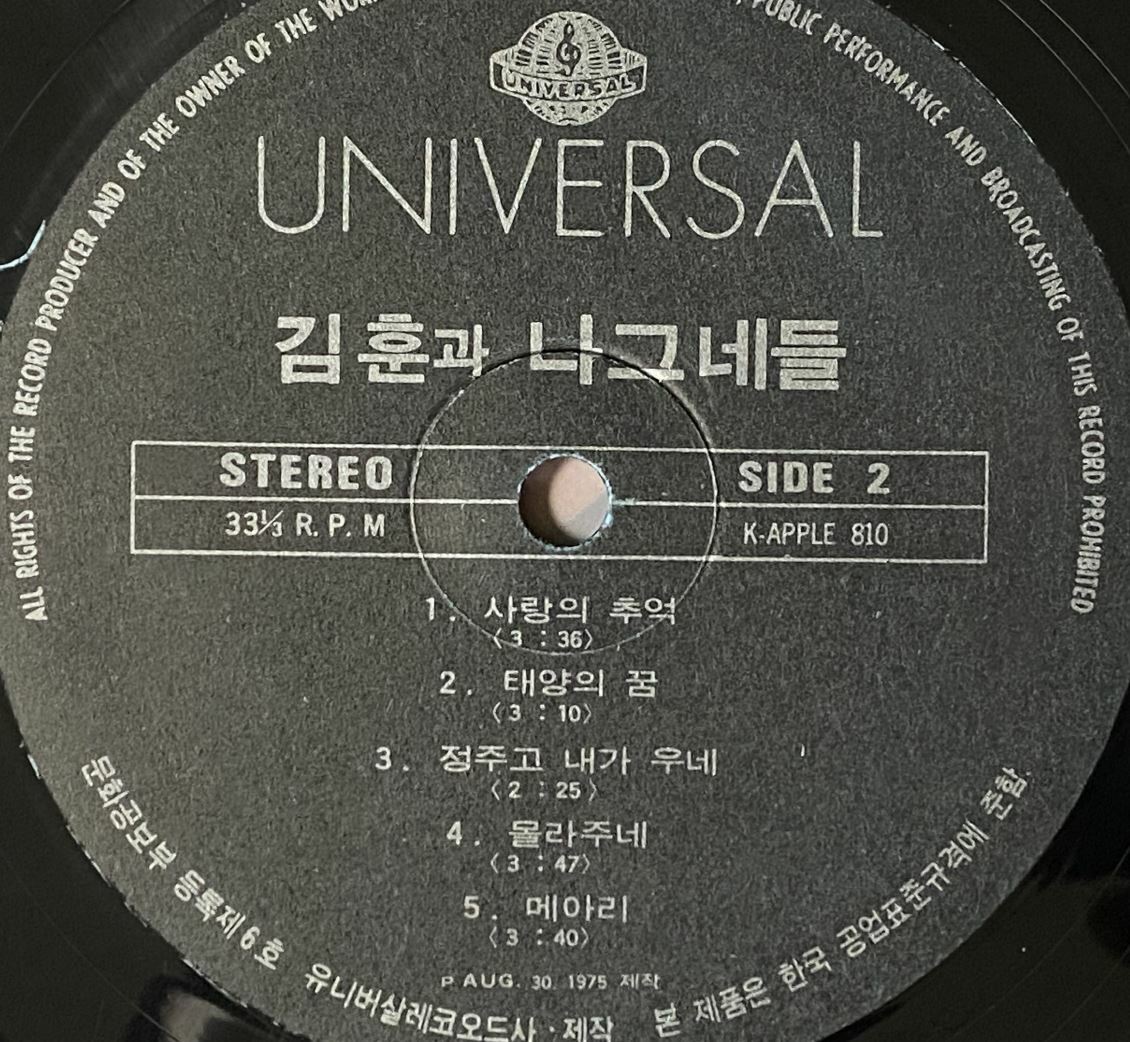 ALL RIGHTS OF THE RECORD PRODUCER AND OF THE OWNER OF THE
PUBLIC PERFORMANCE AND BROADCASTING OF THIS RECORD PROHIBITED
UNIVERSAL
UNIVERSAL
김훈과 나그네들
STEREO SIDE 2
33⅓ R. P. M K-APPLE 810
1. 사랑의 추억
〈3 : 36〉
2. 태양의 꿈
〈3 : 10〉
3. 정주고 내가 우네
〈2 : 25〉
4. 몰라주네
〈3 : 47〉
5. 메아리
〈3 : 40〉
P AUG. 30 1975 제작
문화공보부 등록제6호 유니버살레코오드사·제작 본 제품은 한국 공업표준규격에 준함